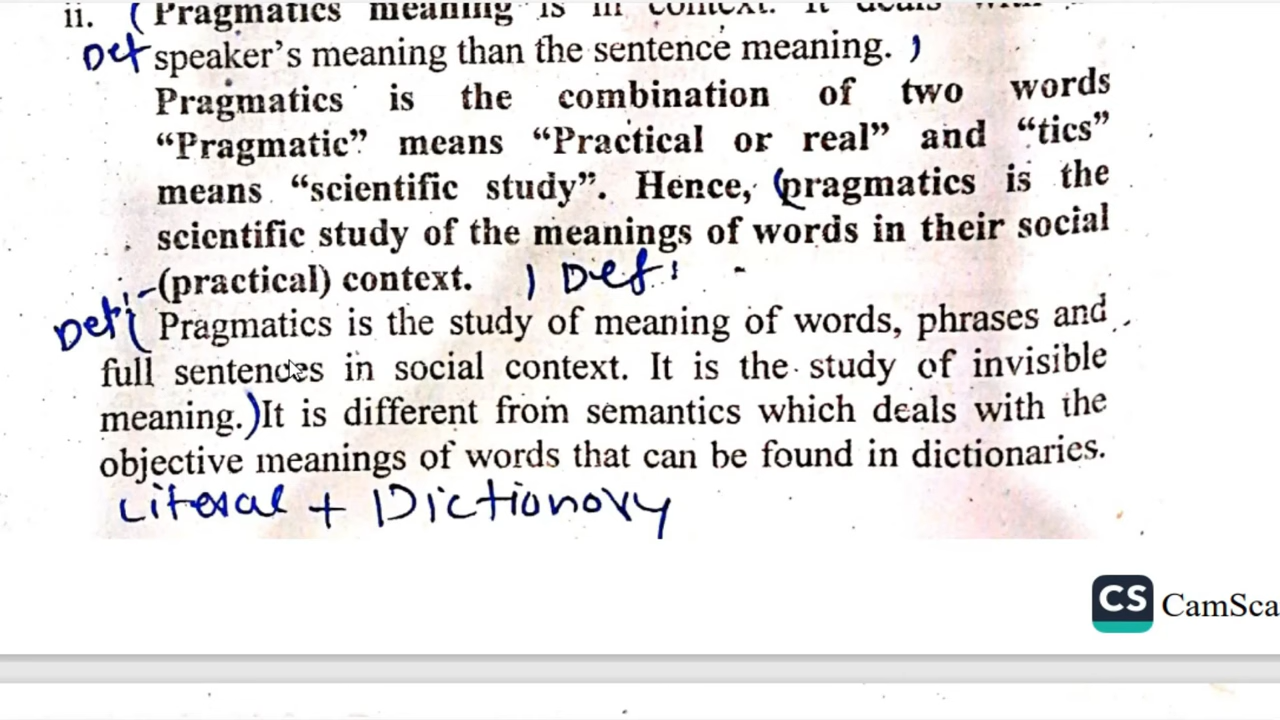 ii. (Pragmatics meaning is in context. It deals with
Def speaker's meaning than the sentence meaning. )
Pragmatics is the combination of two words
"Pragmatic" means "Practical or real" and "tics"
means "scientific study". Hence, (pragmatics is the
scientific study of the meanings of words in their social
(practical) context. ) Def:
Def: ( Pragmatics is the study of meaning of words, phrases and
full sentences in social context. It is the study of invisible
meaning.) It is different from semantics which deals with the
objective meanings of words that can be found in dictionaries.
Literal + Dictionory
CS CamSca